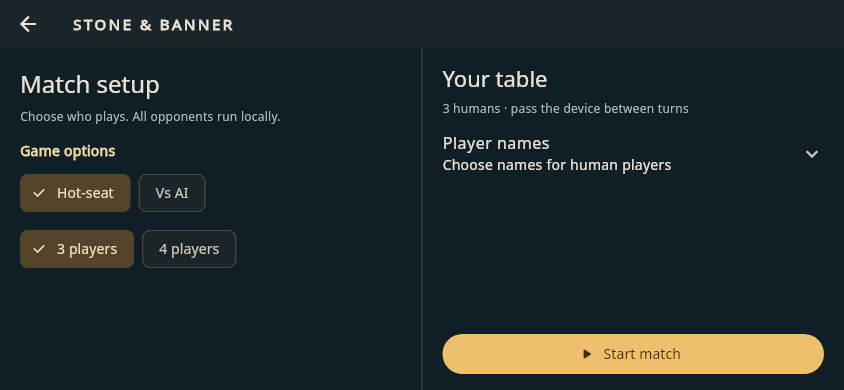 STONE & BANNER
Match setup
Choose who plays. All opponents run locally.
Game options
Hot-seat
Vs AI
3 players
4 players
Your table
3 humans · pass the device between turns
Player names
Choose names for human players
Start match